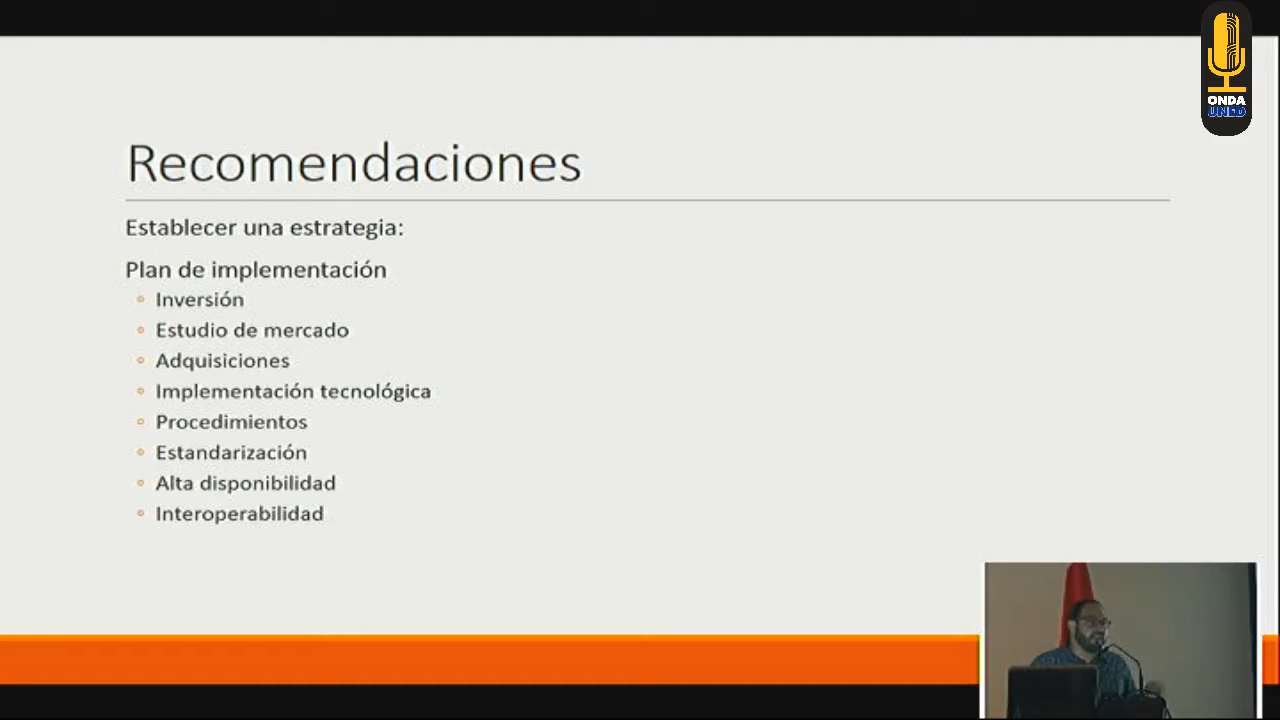 ONDA
UNED
Recomendaciones
Establecer una estrategia:
Plan de implementación
Inversión
Estudio de mercado
Adquisiciones
Implementación tecnológica
Procedimientos
Estandarización
Alta disponibilidad
Interoperabilidad